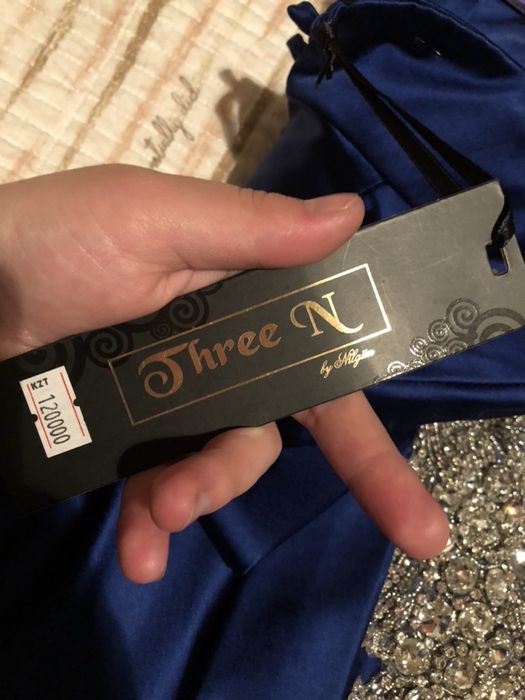 Three N
by Nilgün
KZT
120000